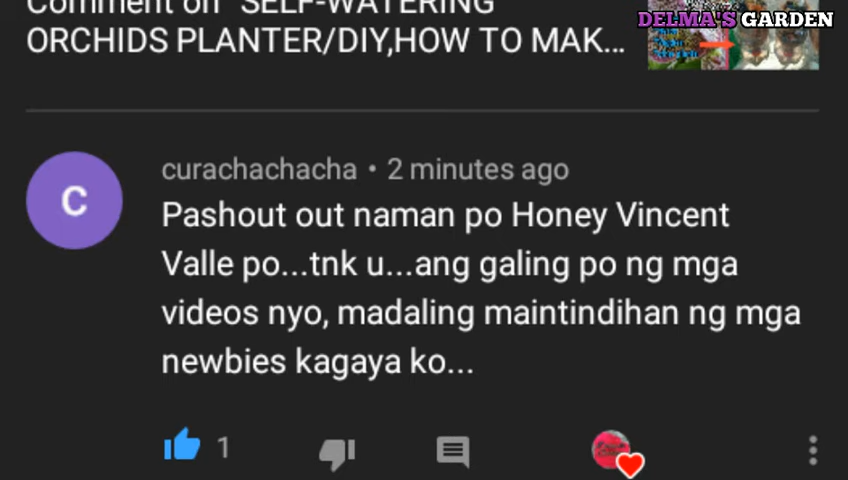 Comment on "SELF-WATERING
ORCHIDS PLANTER/DIY,HOW TO MAK...
DELMA'S GARDEN
curachachacha • 2 minutes ago
Pashout out naman po Honey Vincent
Valle po...tnk u...ang galing po ng mga
videos nyo, madaling maintindihan ng mga
newbies kagaya ko...
1
C